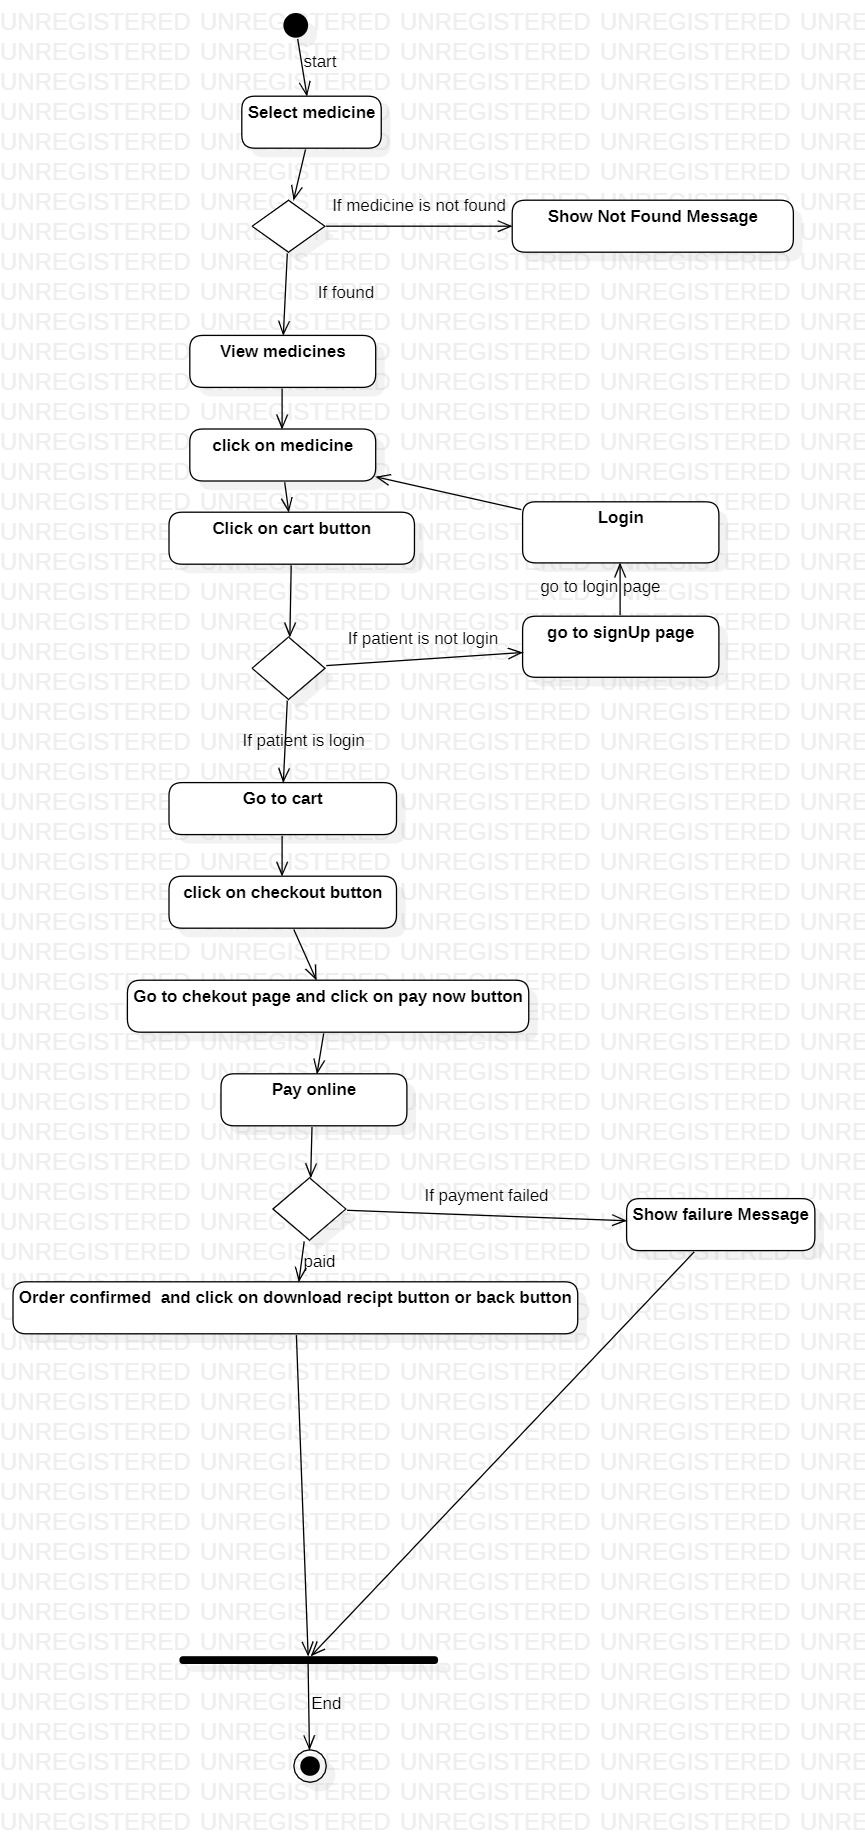 start
Select medicine
If medicine is not found
Show Not Found Message
If found
View medicines
click on medicine
Click on cart button
Login
go to login page
If patient is not login
go to signUp page
If patient is login
Go to cart
click on checkout button
Go to chekout page and click on pay now button
Pay online
If payment failed
Show failure Message
paid
Order confirmed  and click on download recipt button or back button
End
UNREGISTERED